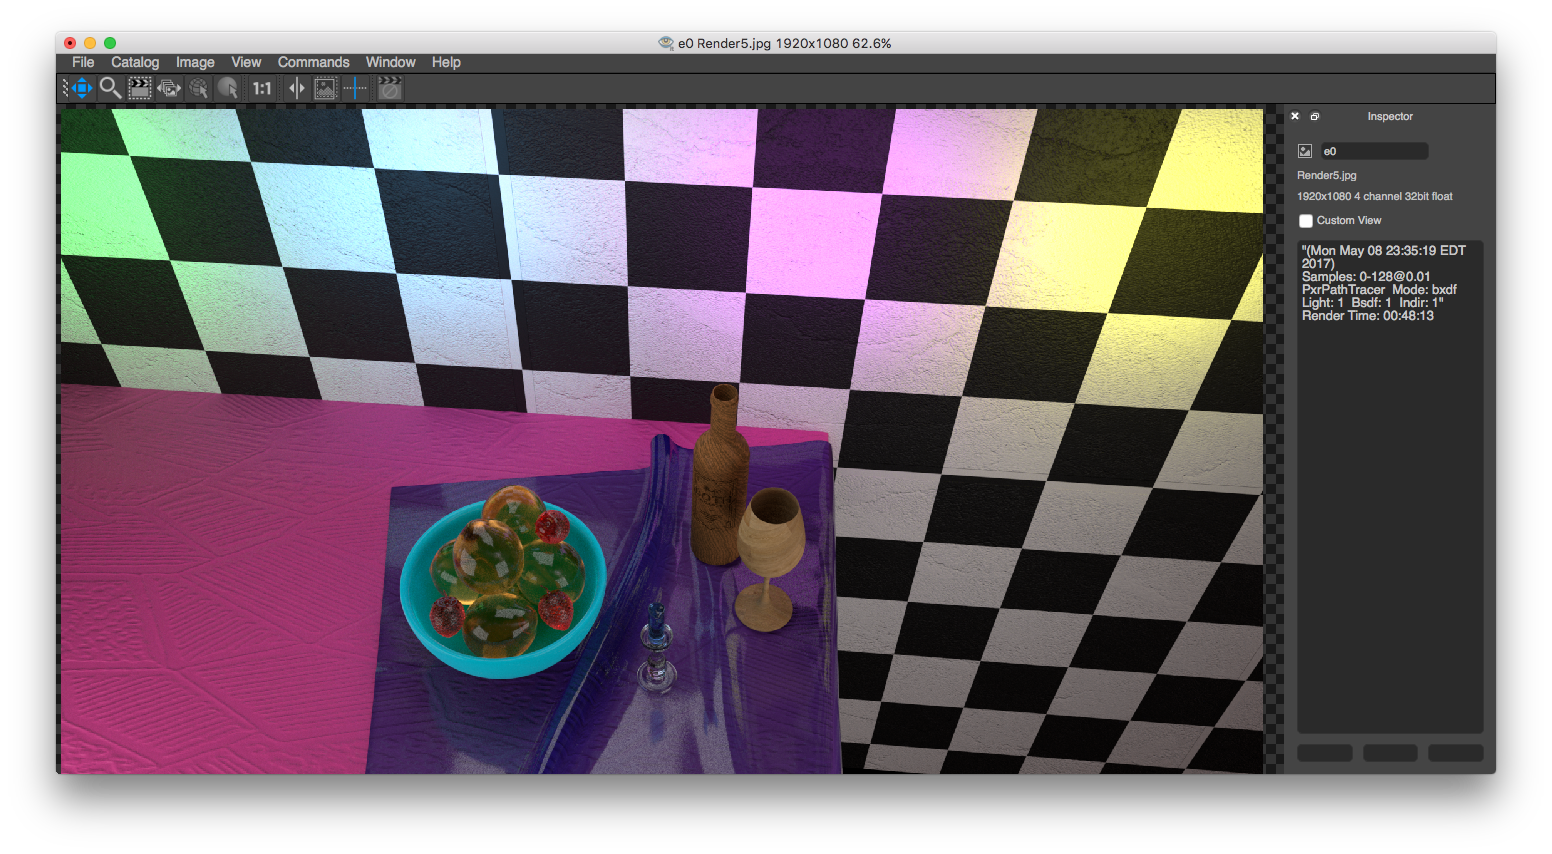 e0 Render5.jpg 1920x1080 62.6%
File Catalog Image View Commands Window Help
1:1
Inspector
e0
Render5.jpg
1920x1080 4 channel 32bit float
Custom View
"(Mon May 08 23:35:19 EDT
2017)
Samples: 0-128@0.01
PxrPathTracer Mode: bxdf
Light: 1 Bsdf: 1 Indir: 1"
Render Time: 00:48:13